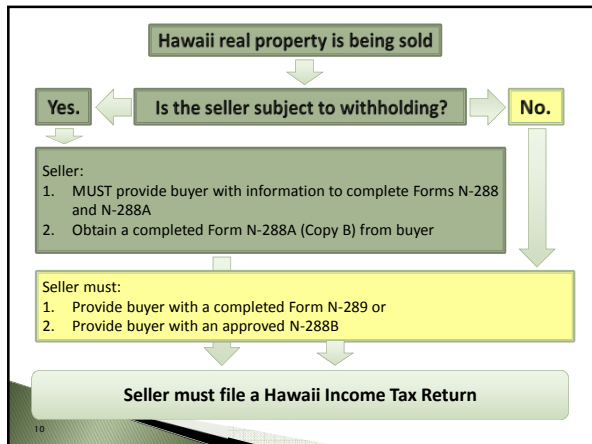 Hawaii real property is being sold
Yes.
Is the seller subject to withholding?
No.
Seller:
1. MUST provide buyer with information to complete Forms N-288
and N-288A
2. Obtain a completed Form N-288A (Copy B) from buyer
Seller must:
1. Provide buyer with a completed Form N-289 or
2. Provide buyer with an approved N-288B
Seller must file a Hawaii Income Tax Return
10